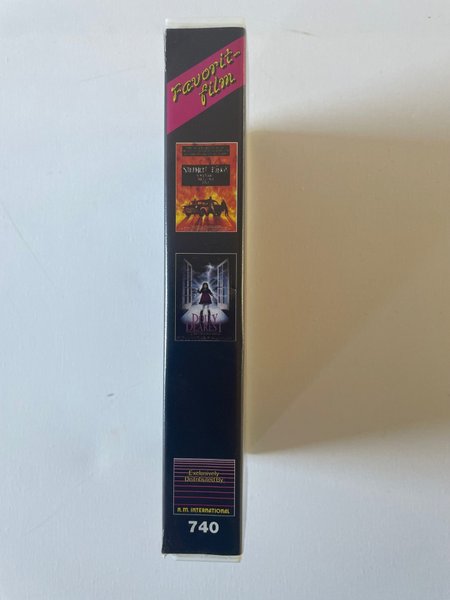 Favorit-
film
DOLLY
DEAREST
Exclusively
Distributed By.
A. M. INTERNATIONAL
740